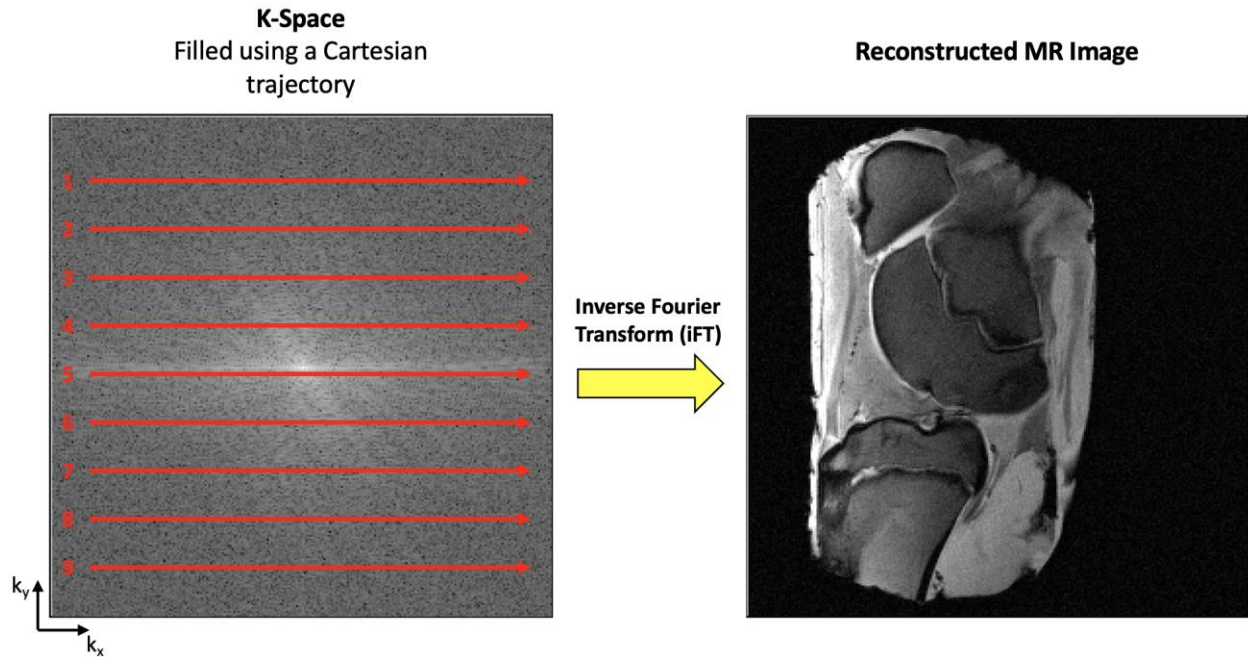 K-Space
Filled using a Cartesian
trajectory
Reconstructed MR Image
1
2
3
4
5
6
7
8
9
Inverse Fourier
Transform (iFT)
ky
kx